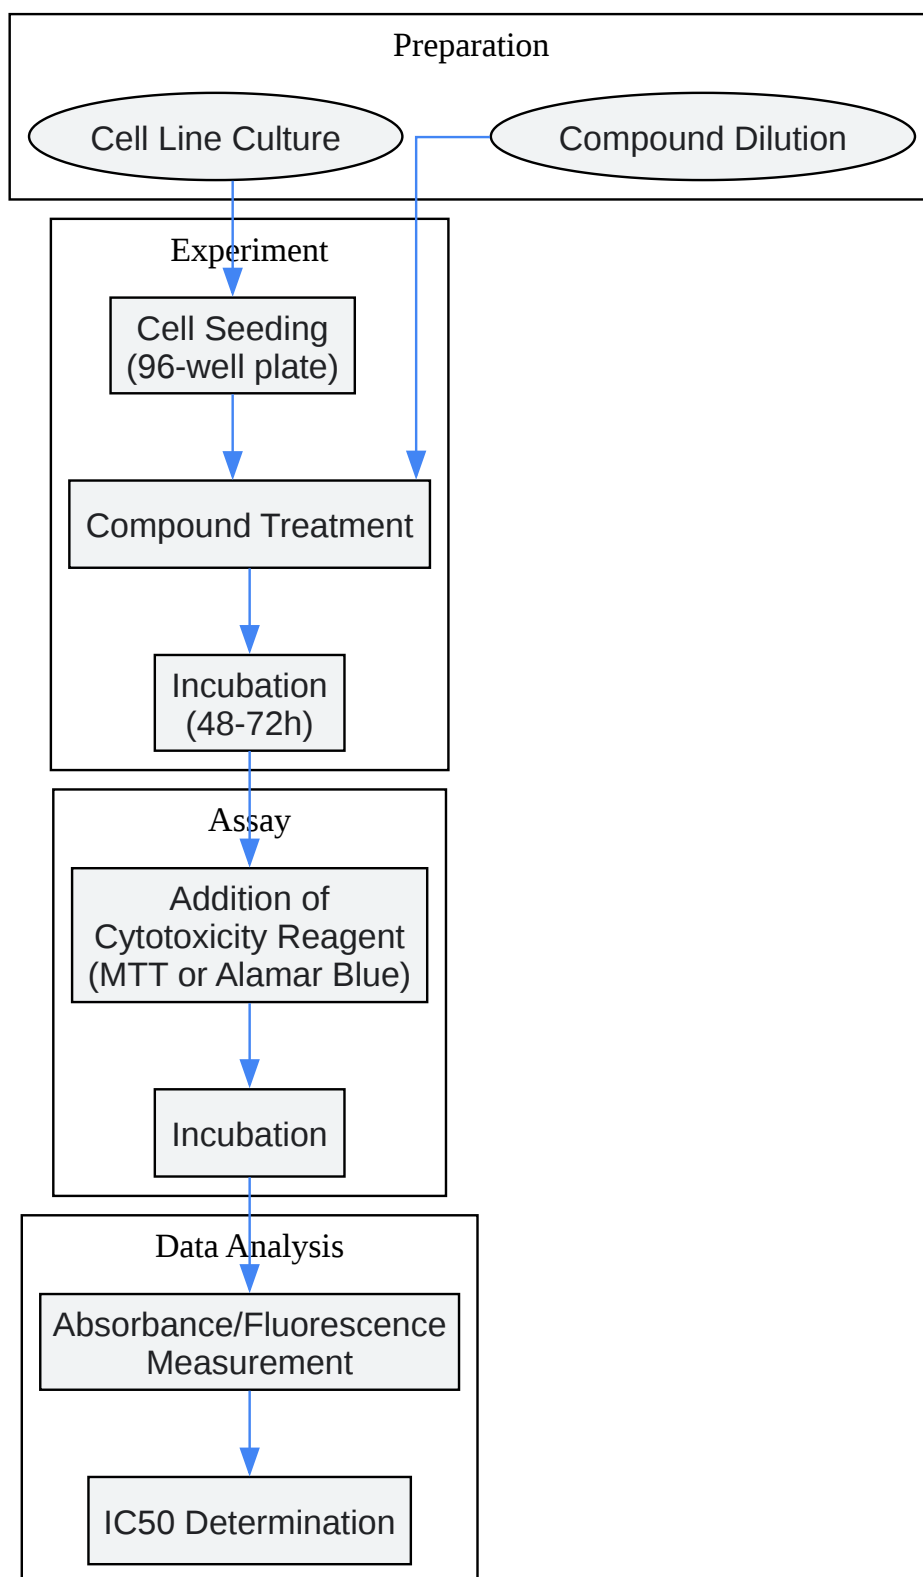 Preparation
Cell Line Culture
Compound Dilution
Experiment
Cell Seeding
(96-well plate)
Compound Treatment
Incubation
(48-72h)
Assay
Addition of
Cytotoxicity Reagent
(MTT or Alamar Blue)
Incubation
Data Analysis
Absorbance/Fluorescence
Measurement
IC50 Determination